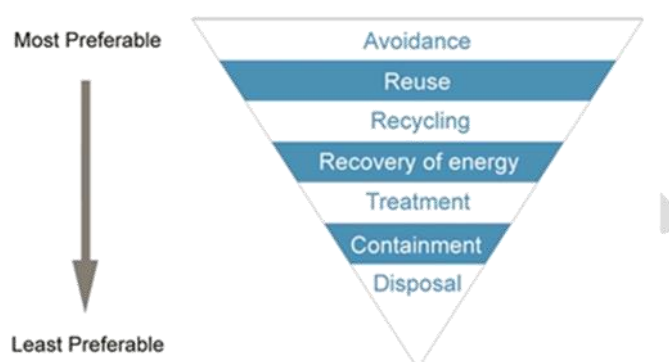 Most Preferable
Avoidance
Reuse
Recycling
Recovery of energy
Treatment
Containment
Disposal
Least Preferable